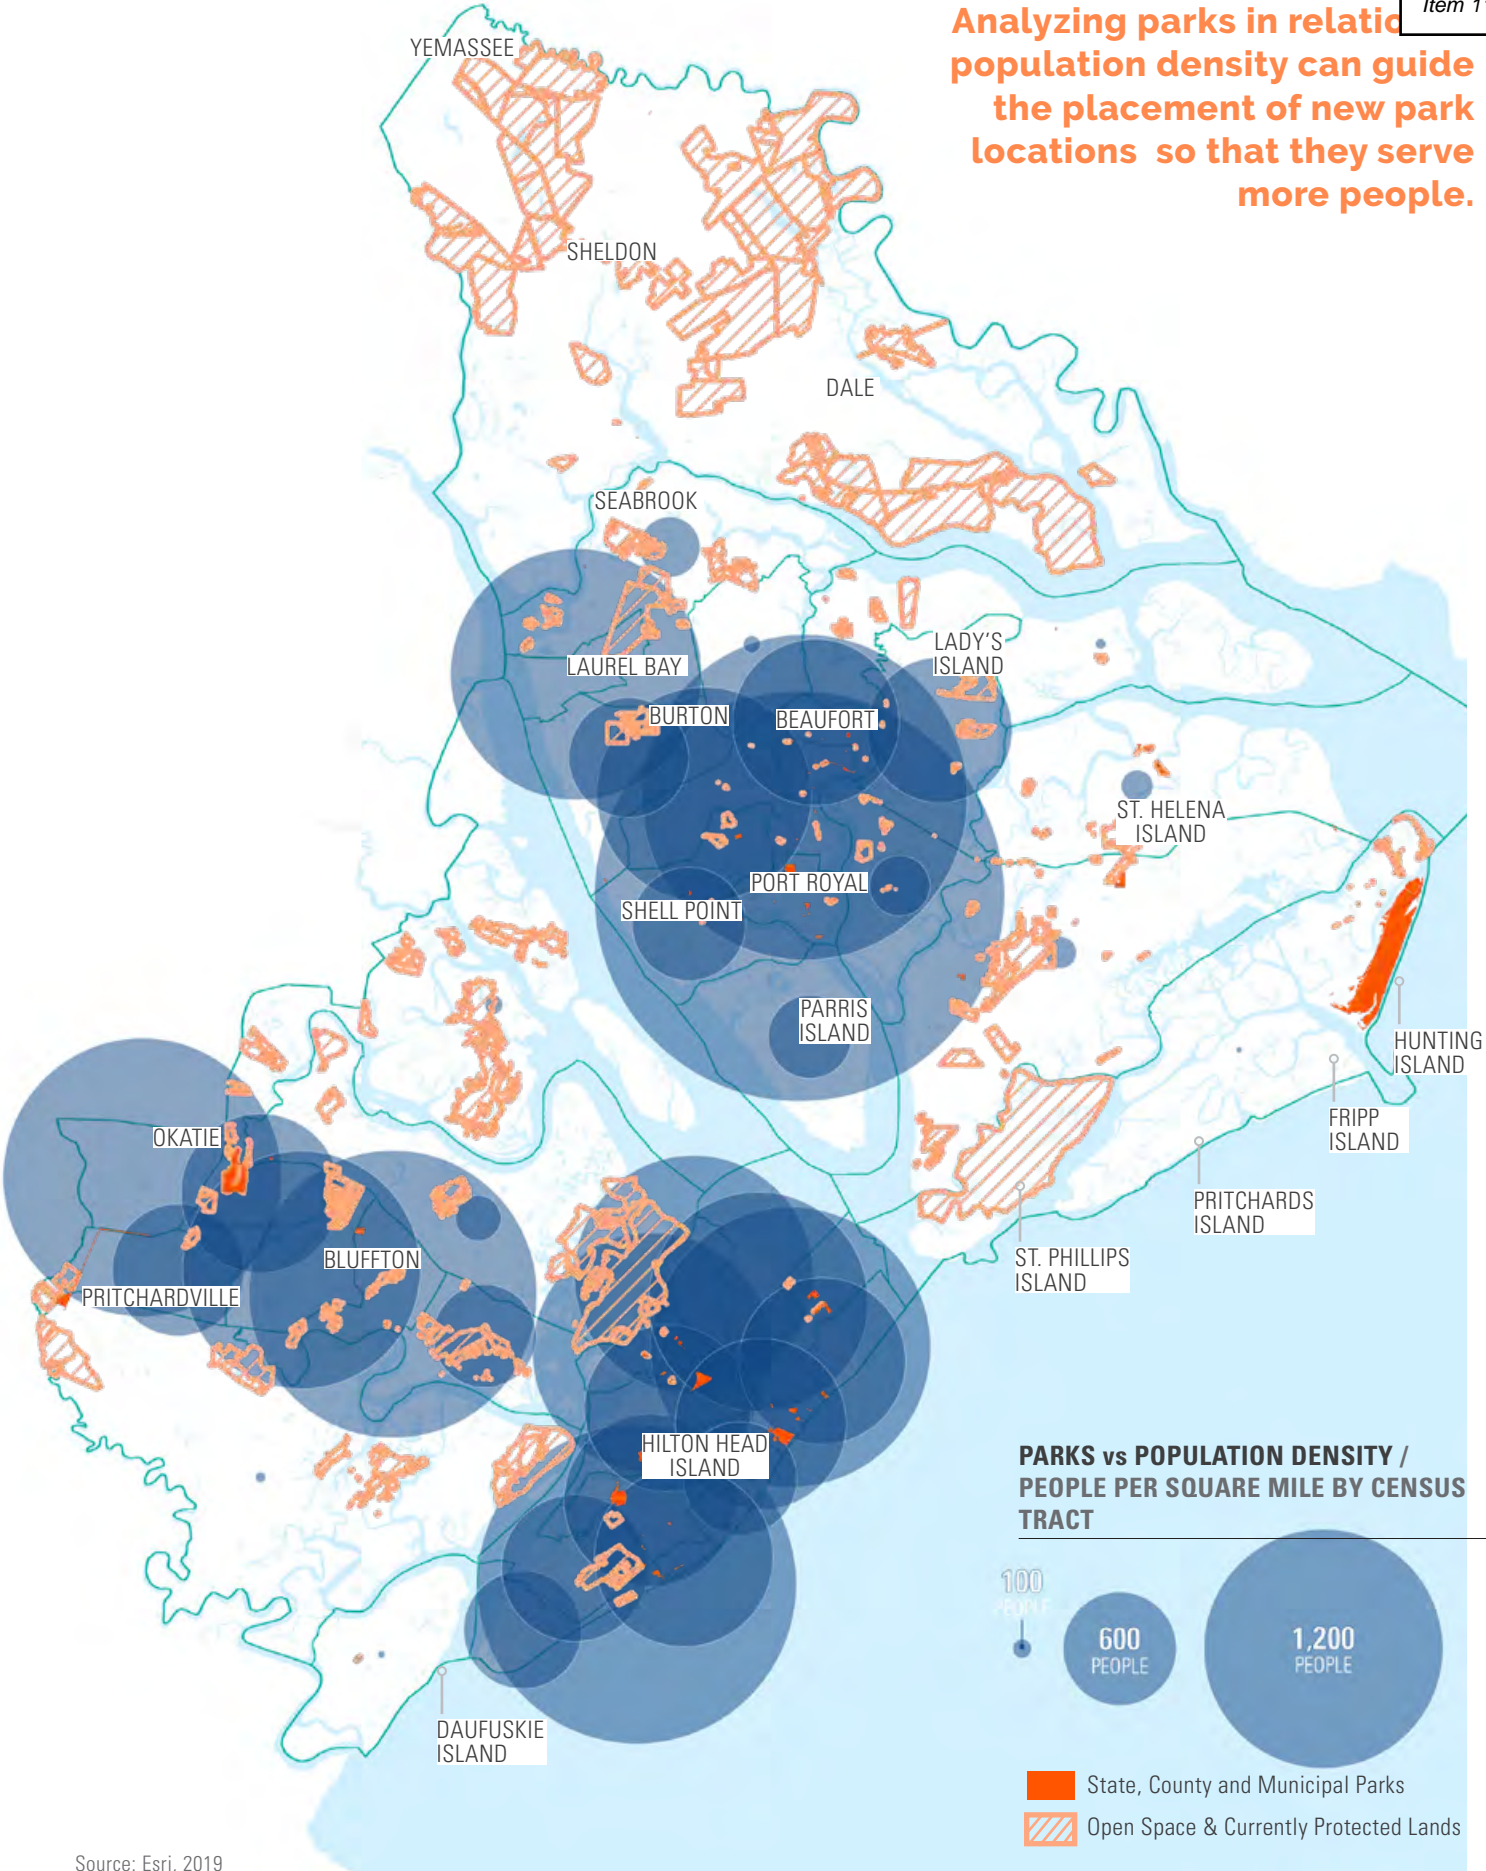 Item 1
Analyzing parks in relatio
population density can guide
the placement of new park
locations so that they serve
more people.
YEMASSEE
SHELDON
DALE
SEABROOK
LAUREL BAY
LADY'S
ISLAND
BURTON
BEAUFORT
ST. HELENA
ISLAND
PORT ROYAL
SHELL POINT
PARRIS
ISLAND
HUNTING
ISLAND
FRIPP
ISLAND
PRITCHARDS
ISLAND
ST. PHILLIPS
ISLAND
OKATIE
BLUFFTON
PRITCHARDVILLE
HILTON HEAD
ISLAND
DAUFUSKIE
ISLAND
PARKS vs POPULATION DENSITY /
PEOPLE PER SQUARE MILE BY CENSUS
TRACT
100
PEOPLE
600
PEOPLE
1,200
PEOPLE
State, County and Municipal Parks
Open Space & Currently Protected Lands
Source: Esri, 2019